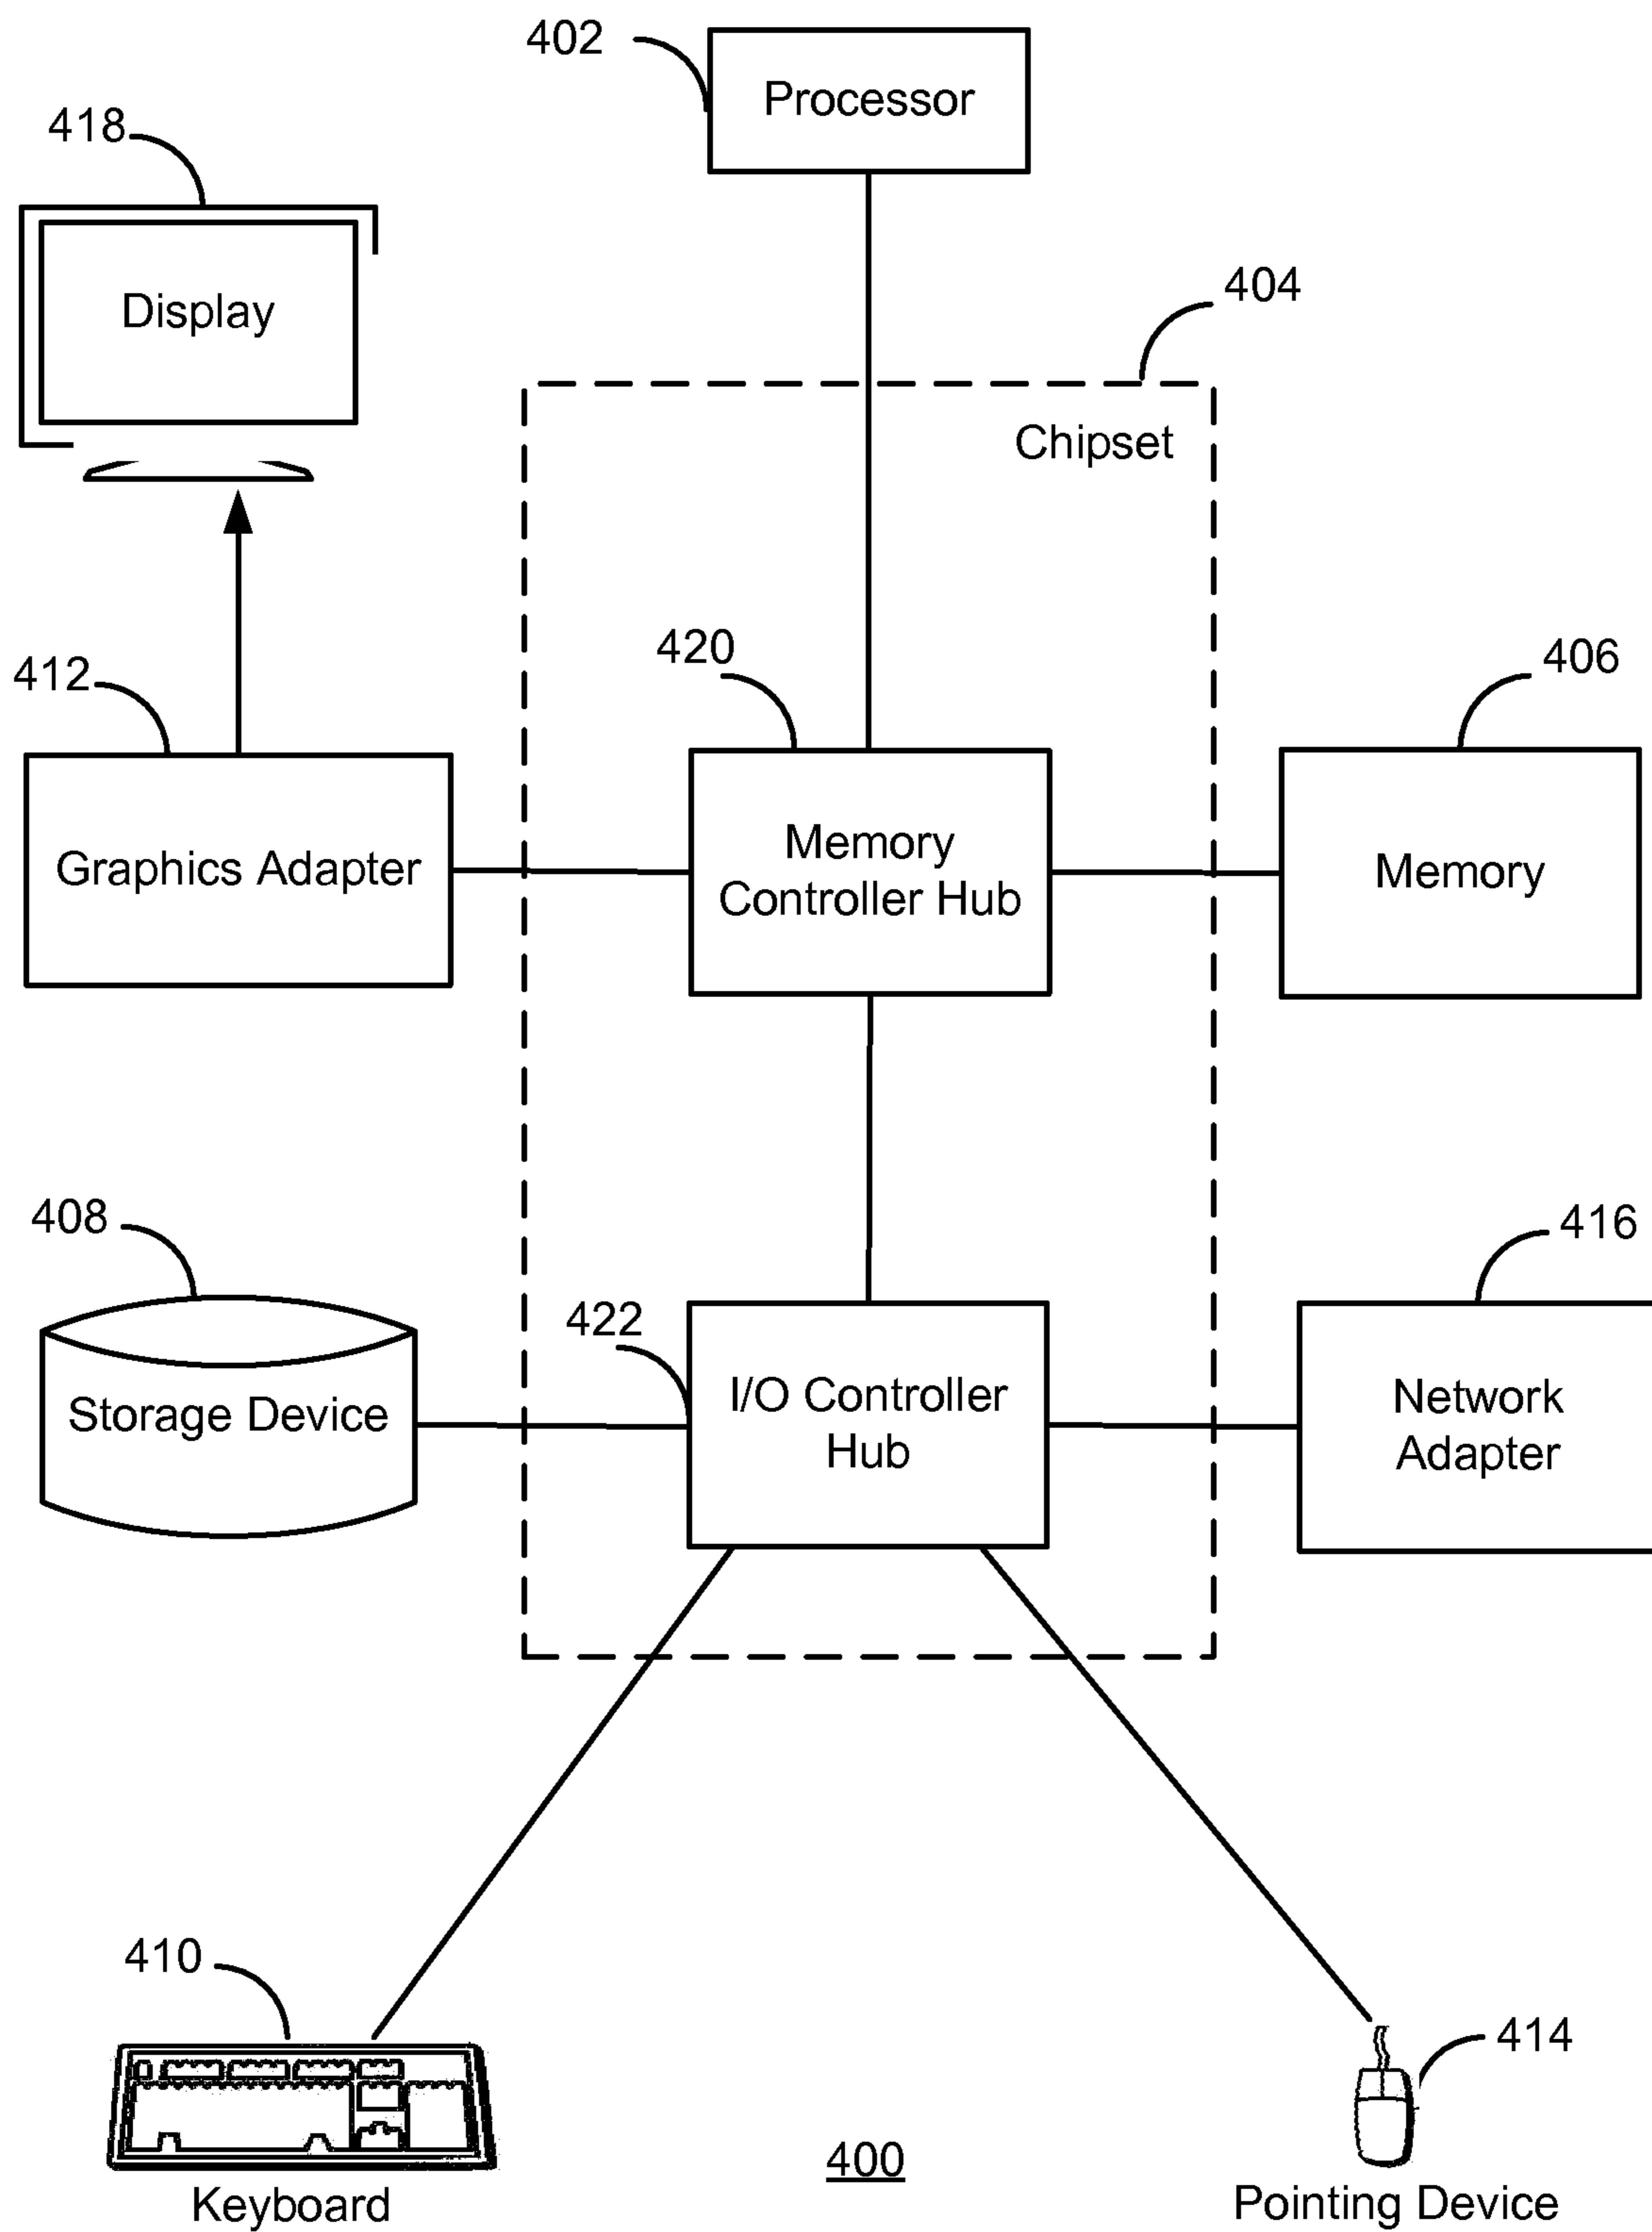 402
Processor
418
Display
404
Chipset
420
406
412
Graphics Adapter
Memory
Controller Hub
Memory
408
416
422
Storage Device
I/O Controller
Hub
Network
Adapter
410
414
400
Keyboard
Pointing Device